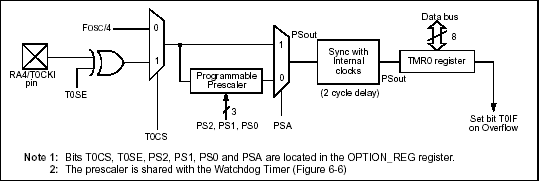 Data bus
FOSC/4
0
PSout
8
1
1
Sync with
Internal
clocks
TMR0 register
RA4/T0CKI
pin
Programmable
Prescaler
0
PSout
T0SE
(2 cycle delay)
3
Set bit T0IF
on Overflow
PS2, PS1, PS0
PSA
T0CS
Note 1: Bits T0CS, T0SE, PS2, PS1, PS0 and PSA are located in the OPTION_REG register.
2: The prescaler is shared with the Watchdog Timer (Figure 6-6)